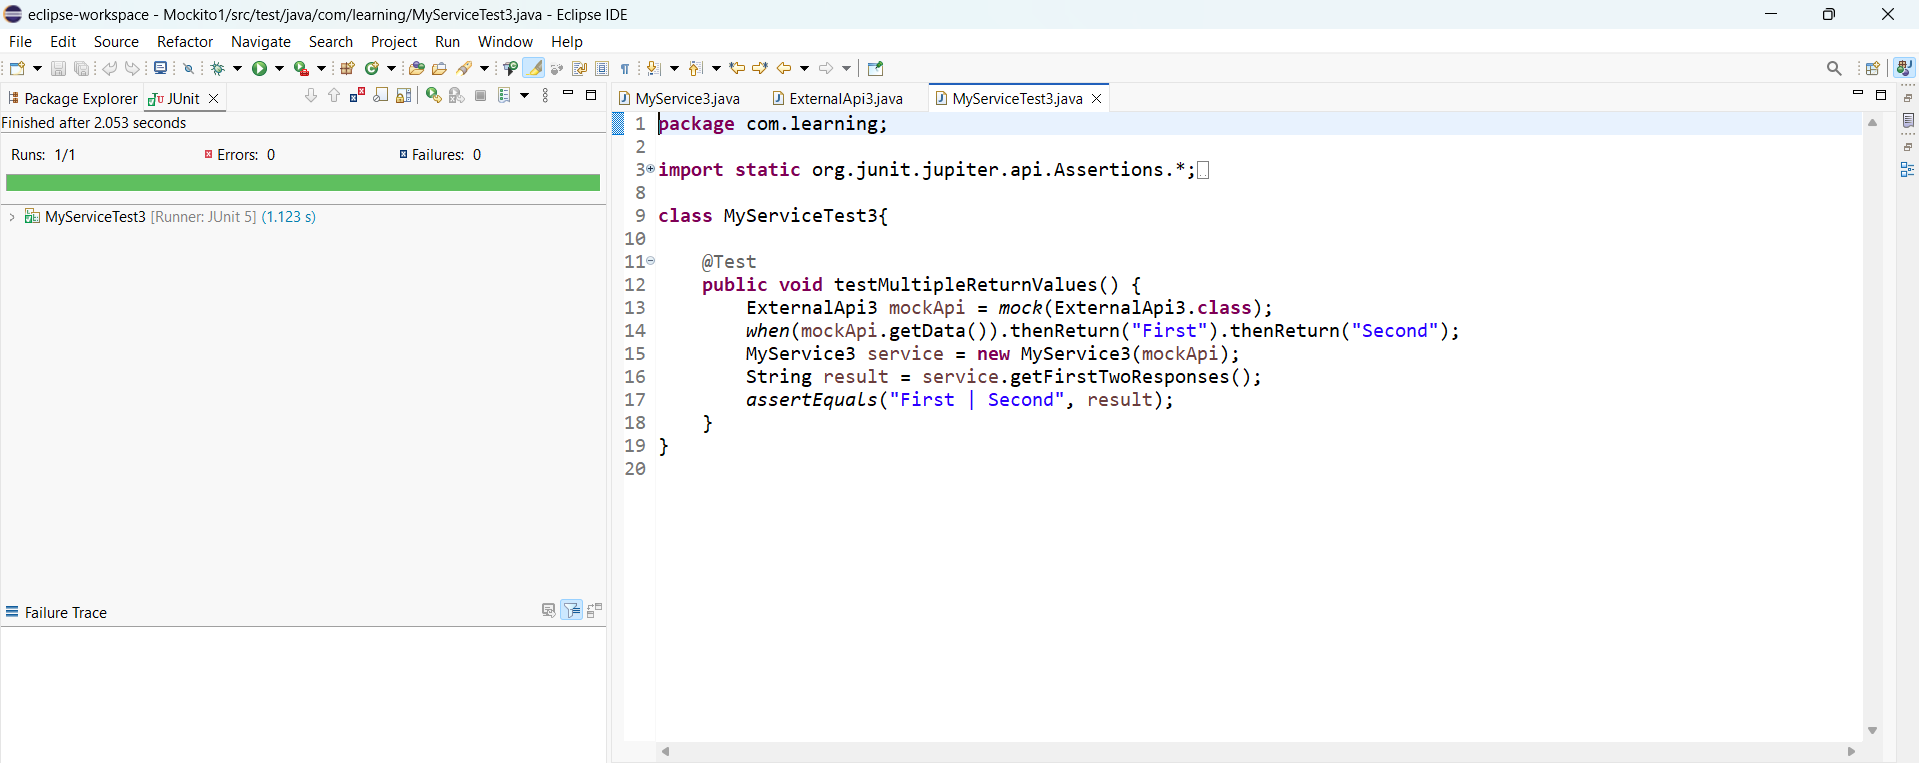 eclipse-workspace - Mockito1/src/test/java/com/learning/MyServiceTest3.java - Eclipse IDE
File Edit Source Refactor Navigate Search Project Run Window Help
Package Explorer JUnit
Finished after 2.053 seconds
Runs: 1/1 Errors: 0 Failures: 0
MyServiceTest3 [Runner: JUnit 5] (1.123 s)
Failure Trace
MyService3.java ExternalApi3.java MyServiceTest3.java
1 package com.learning;
2
3 import static org.junit.jupiter.api.Assertions.*;
8
9 class MyServiceTest3{
10
11 @Test
12 public void testMultipleReturnValues() {
13 ExternalApi3 mockApi = mock(ExternalApi3.class);
14 when(mockApi.getData()).thenReturn("First").thenReturn("Second");
15 MyService3 service = new MyService3(mockApi);
16 String result = service.getFirstTwoResponses();
17 assertEquals("First | Second", result);
18 }
19 }
20